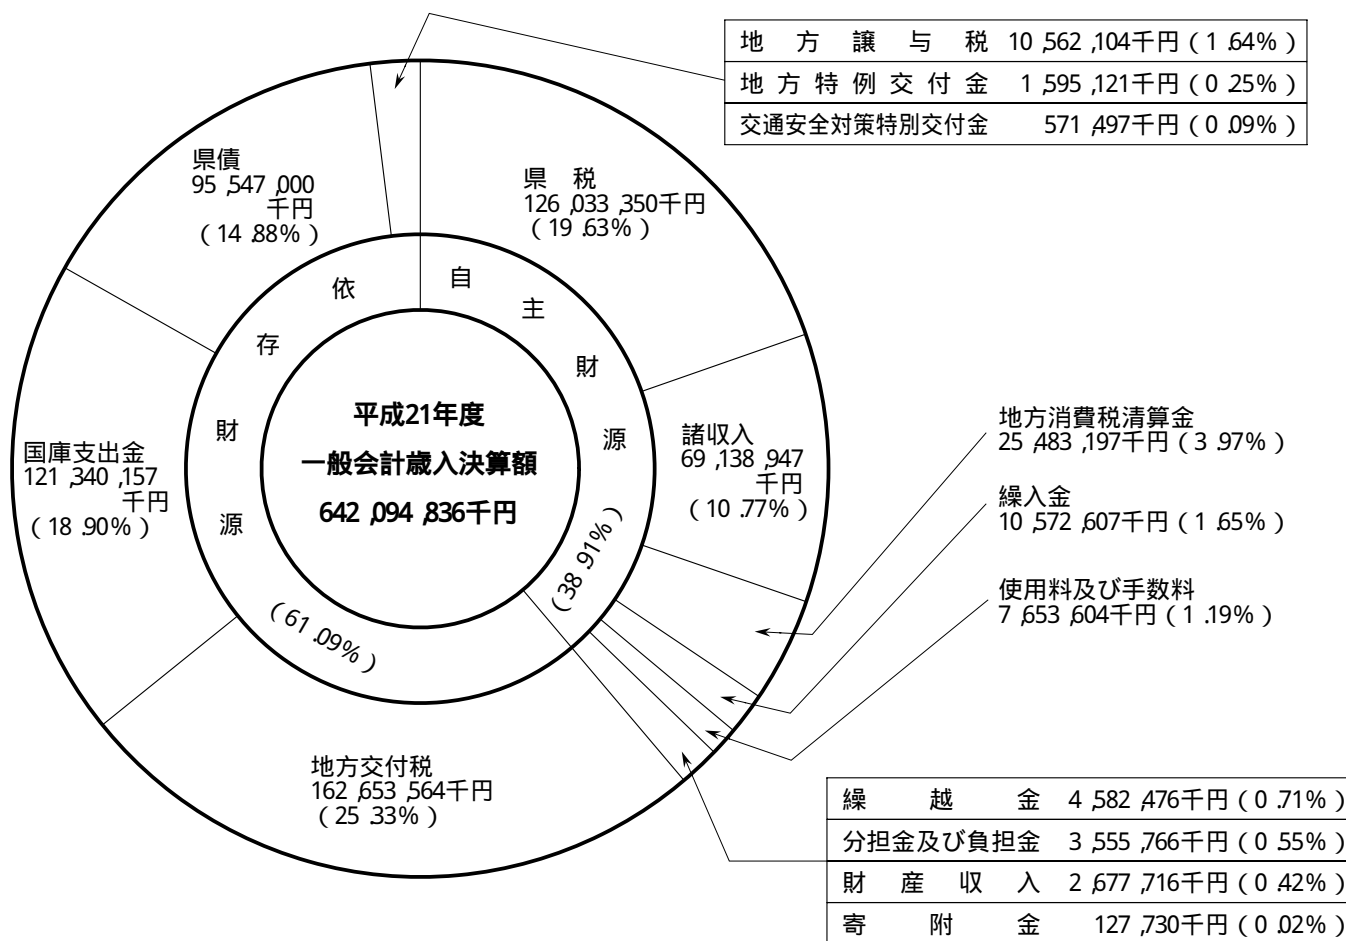 地方譲与税 10,562,104千円(1.64%)
地方特例交付金 1,595,121千円(0.25%)
交通安全対策特別交付金 571,497千円(0.09%)
県債
95,547,000
千円
(14.88%)
県 税
126,033,350千円
(19.63%)
依存財源
(61.09%)
自主財源
(38.91%)
平成21年度
一般会計歳入決算額
642,094,836千円
国庫支出金
121,340,157
千円
(18.90%)
諸収入
69,138,947
千円
(10.77%)
地方消費税清算金
25,483,197千円(3.97%)
繰入金
10,572,607千円(1.65%)
使用料及び手数料
7,653,604千円(1.19%)
地方交付税
162,653,564千円
(25.33%)
繰越金 4,582,476千円(0.71%)
分担金及び負担金 3,555,766千円(0.55%)
財産収入 2,677,716千円(0.42%)
寄附金 127,730千円(0.02%)